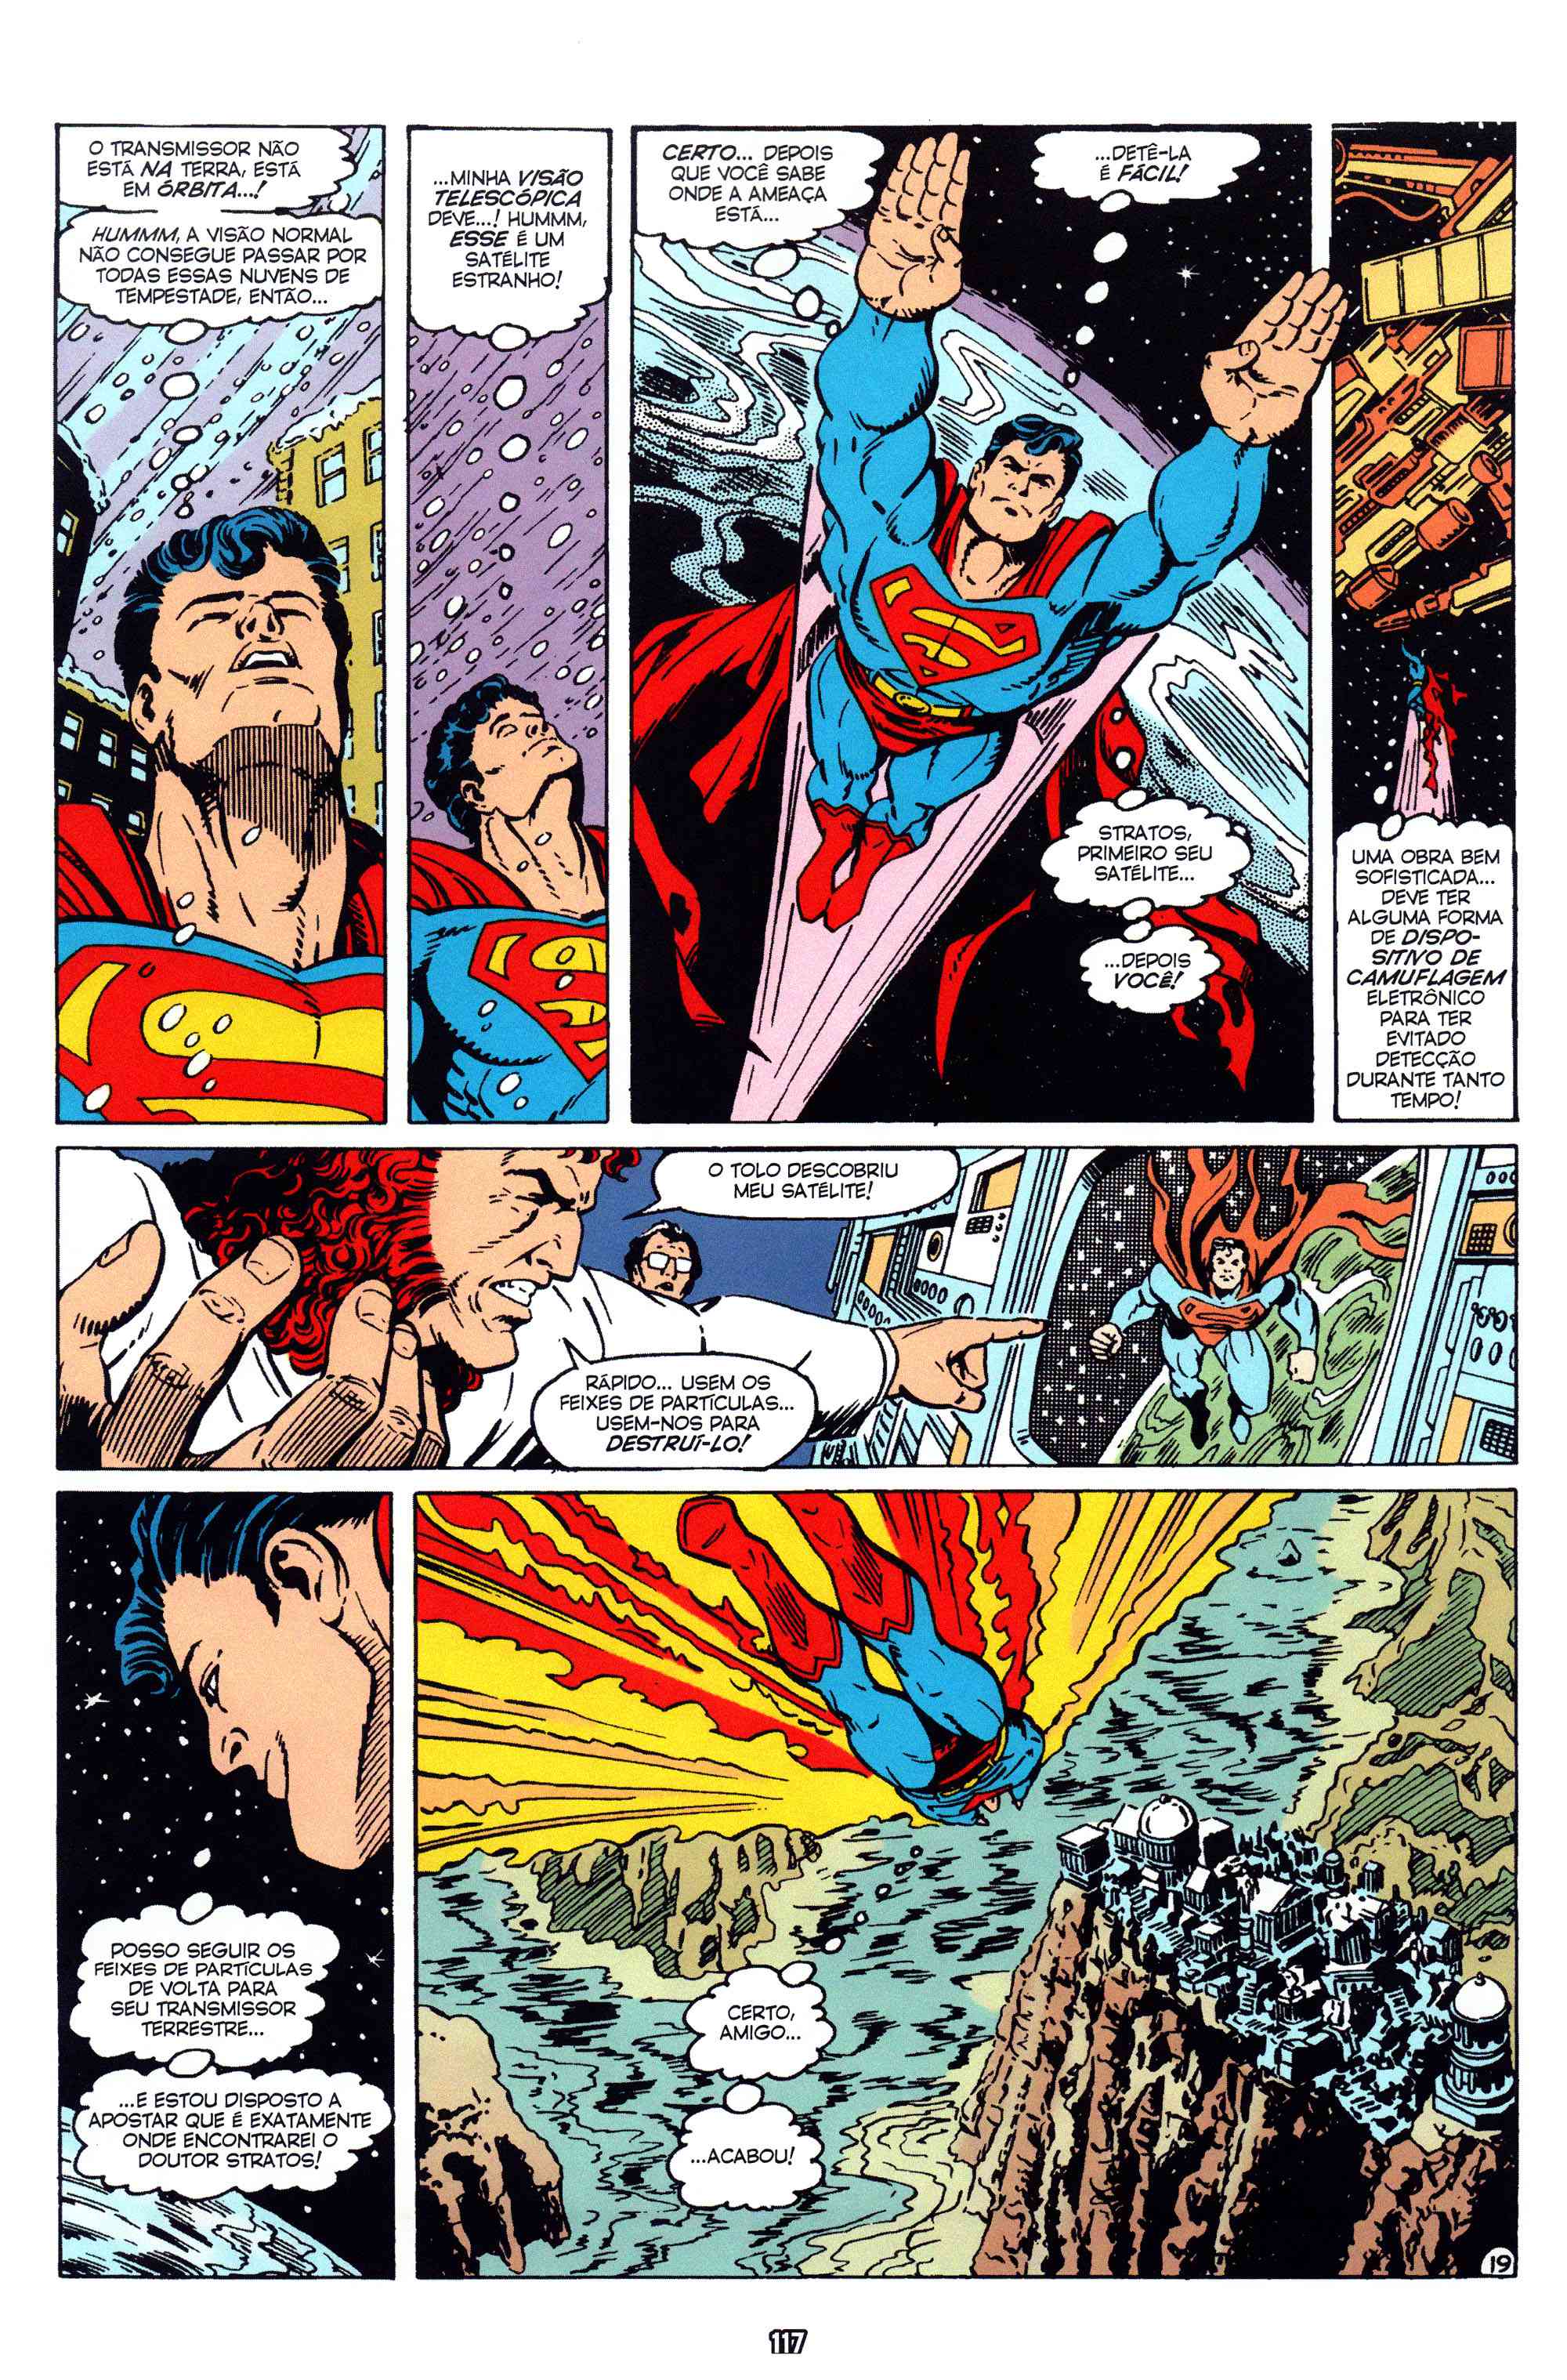 O TRANSMISSOR NÃO
ESTÁ NA TERRA, ESTÁ
EM ÓRBITA...!
HUMMM, A VISÃO NORMAL
NÃO CONSEGUE PASSAR POR
TODAS ESSAS NUVENS DE
TEMPESTADE, ENTÃO...
...MINHA VISÃO
TELESCÓPICA
DEVE...! HUMMM,
ESSE É UM
SATÉLITE
ESTRANHO!
CERTO... DEPOIS
QUE VOCÊ SABE
ONDE A AMEAÇA
ESTÁ...
...DETÊ-LA
É FÁCIL!
STRATOS,
PRIMEIRO SEU
SATÉLITE...
...DEPOIS
VOCÊ!
UMA OBRA BEM
SOFISTICADA...
DEVE TER
ALGUMA FORMA
DE DISPO-
SITIVO DE
CAMUFLAGEM
ELETRÔNICO
PARA TER
EVITADO
DETECÇÃO
DURANTE TANTO
TEMPO!
O TOLO DESCOBRIU
MEU SATÉLITE!
RÁPIDO... USEM OS
FEIXES DE PARTÍCULAS...
USEM-NOS PARA
DESTRUÍ-LO!
POSSO SEGUIR OS
FEIXES DE PARTÍCULAS
DE VOLTA PARA
SEU TRANSMISSOR
TERRESTRE...
...E ESTOU DISPOSTO A
APOSTAR QUE É EXATAMENTE
ONDE ENCONTRAREI O
DOUTOR STRATOS!
CERTO,
AMIGO...
...ACABOU!
19
117